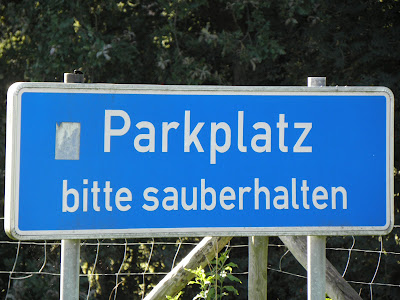 Parkplatz
bitte sauberhalten